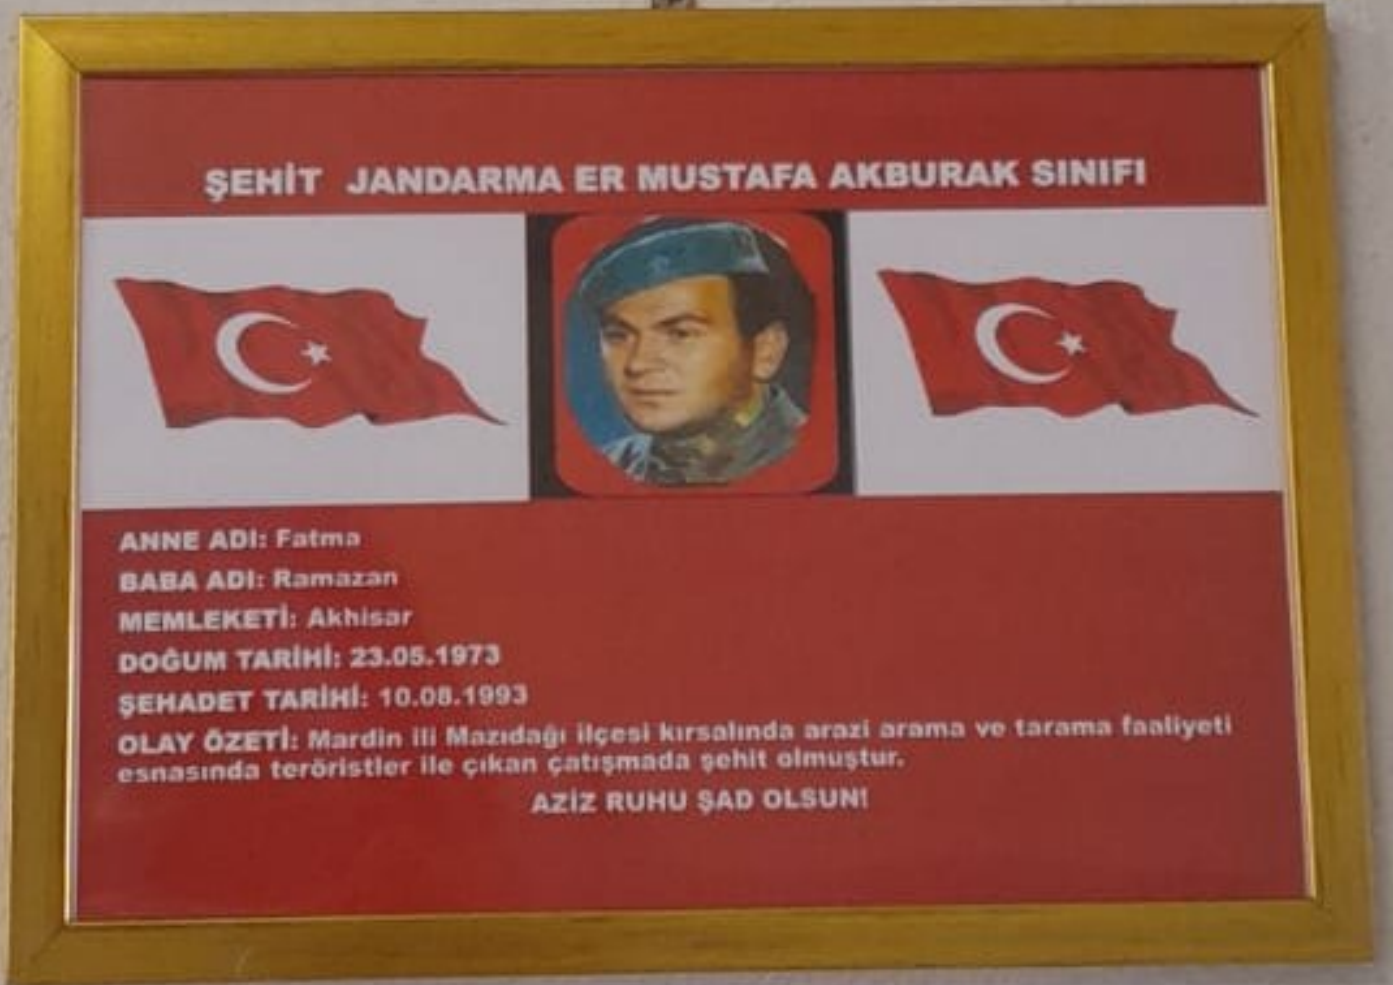 ŞEHİT JANDARMA ER MUSTAFA AKBURAK SINIFI
ANNE ADI: Fatma
BABA ADI: Ramazan
MEMLEKETİ: Akhisar
DOĞUM TARİHİ: 23.05.1973
ŞEHADET TARİHİ: 10.08.1993
OLAY ÖZETİ: Mardin ili Mazıdağı ilçesi kırsalında arazi arama ve tarama faaliyeti
esnasında teröristler ile çıkan çatışmada şehit olmuştur.
AZİZ RUHU ŞAD OLSUN!